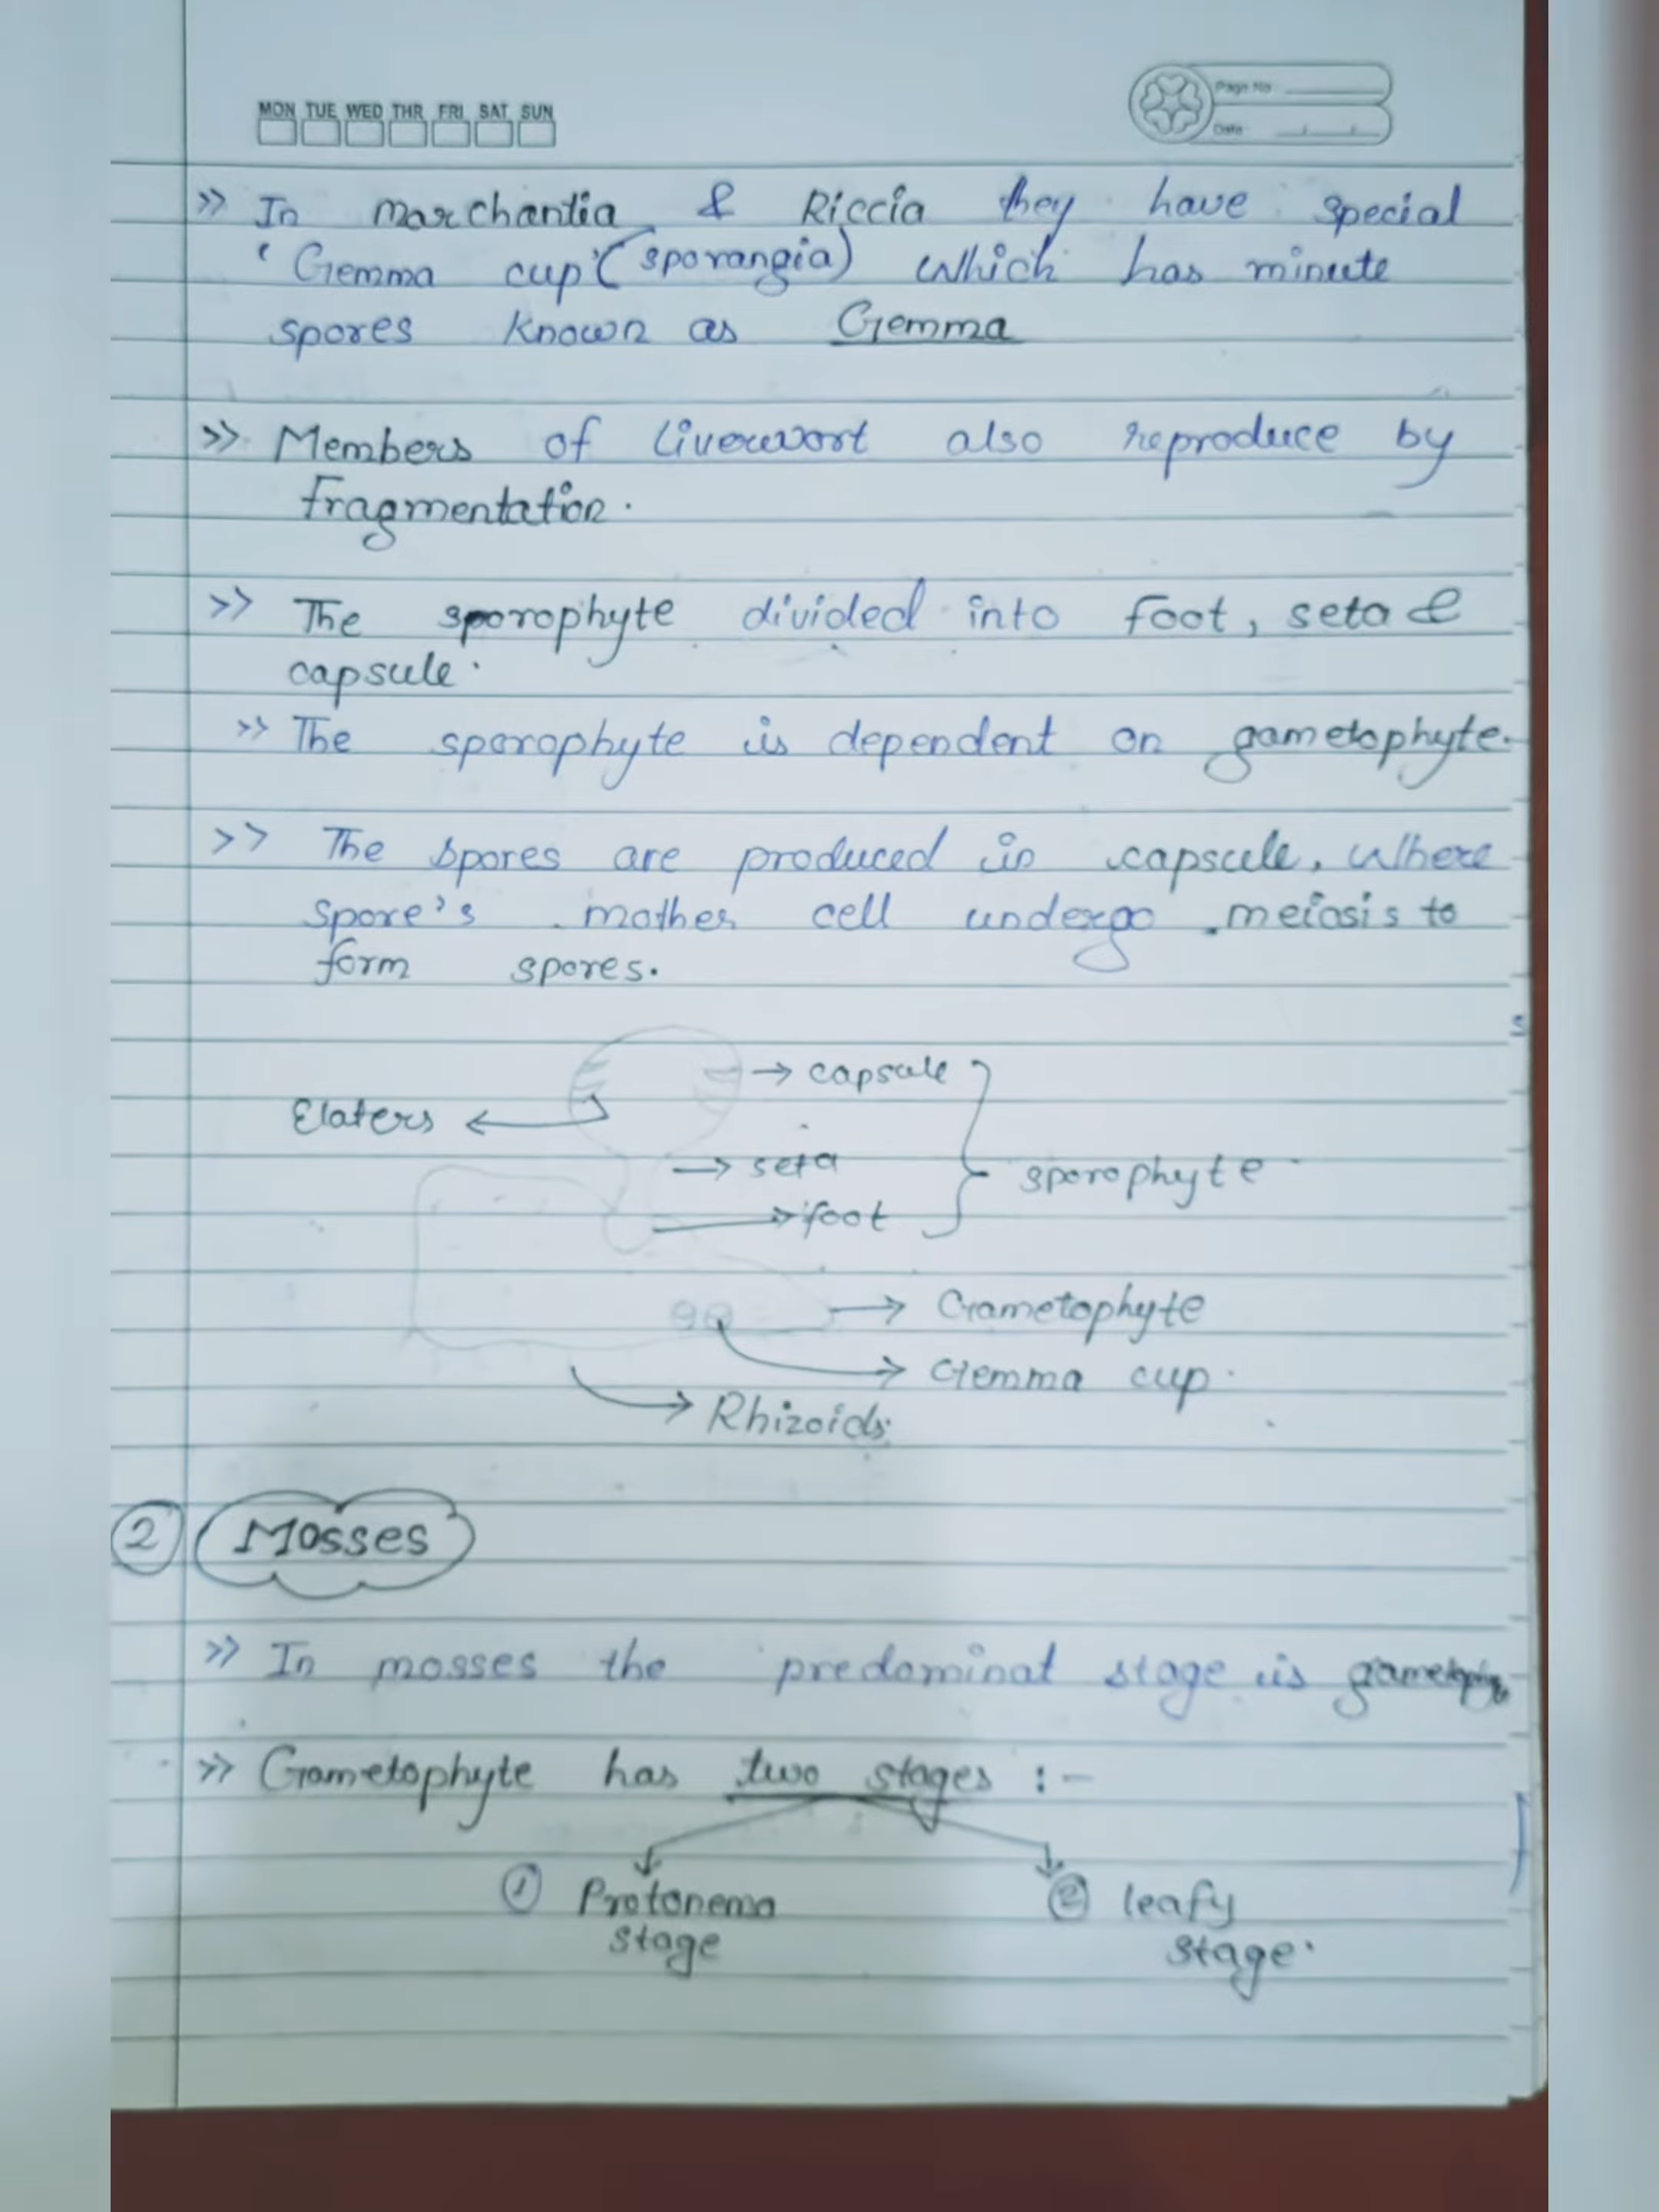 MON TUE WED THR FRI SAT SUN
Page No
Date
>> In marchantia & Riccia they have special
'Gemma cup' (sporangia) which has minute
spores known as Gemma
>> Members of liverwort also reproduce by
fragmentation.
>> The sporophyte divided into foot, seta &
capsule.
>> The sporophyte is dependent on gametophyte.
>> The spores are produced in capsule, where
spore's mother cell undergo meiosis to
form spores.
→ capsule
Elaters ←
→ seta
sporophyte
→ foot
→ Gametophyte
→ Gemma cup.
→ Rhizoids
2 Mosses
>> In mosses the predominat stage is
>> Gametophyte has two stages :-
1 Protonema stage
2 leafy stage.